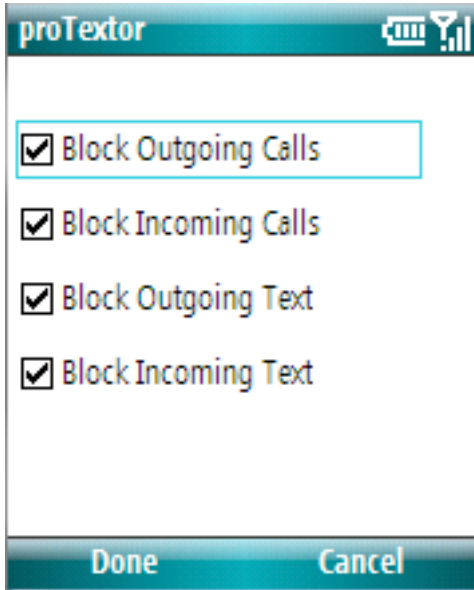 proTextor
Block Outgoing Calls
Block Incoming Calls
Block Outgoing Text
Block Incoming Text
Done Cancel